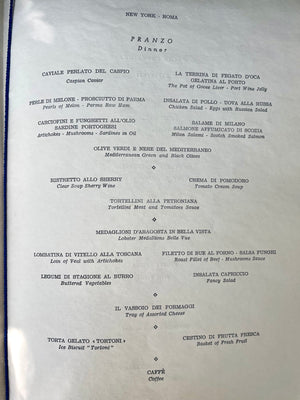 NEW YORK - ROMA
PRANZO
Dinner
CAVIALE PERLATO DEL CASPIO
Caspian Caviar
LA TERRINA DI FEGATO D'OCA
GELATINA AL PORTO
The Pat of Goose Liver - Port Wine Jelly
PERLE DI MELONE - PROSCIUTTO DI PARMA
Pearls of Melon - Parma Raw Ham
INSALATA DI POLLO - UOVA ALLA RUSSA
Chicken Salad - Eggs with Russian Salad
CARCIOFINI E FUNGHETTI ALL'OLIO
SARDINE PORTOGHESI
Artichokes - Mushrooms - Sardines in Oil
SALAME DI MILANO
SALMONE AFFUMICATO DI SCOZIA
Milan Salami - Scotch Smoked Salmon
OLIVE VERDI E NERE DEL MEDITERRANEO
Mediterranean Green and Black Olives
RISTRETTO ALLO SHERRY
Clear Soup Sherry Wine
CREMA DI POMODORO
Tomato Cream Soup
TORTELLINI ALLA PETRONIANA
Tortellini Meat and Tomatoes Sauce
MEDAGLIONI D'ARAGOSTA IN BELLA VISTA
Lobster Medallions Belle Vue
LOMBATINA DI VITELLO ALLA TOSCANA
Loin of Veal with Artichokes
FILETTO DI BUE AL FORNO - SALSA FUNGHI
Roast Fillet of Beef - Mushrooms Sauce
LEGUMI DI STAGIONE AL BURRO
Buttered Vegetables
INSALATA CAPRICCIO
Fancy Salad
IL VASSOIO DEI FORMAGGI
Tray of Assorted Cheese
TORTA GELATO «TORTONI»
Ice Biscuit "Tortoni"
CESTINO DI FRUTTA FRESCA
Basket of Fresh Fruit
CAFFÈ
Coffee